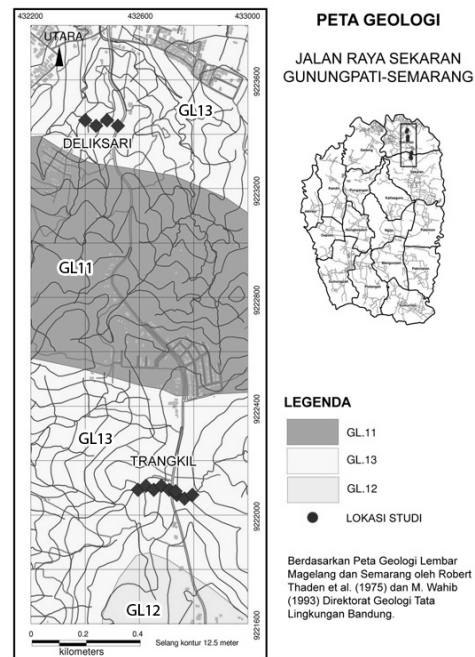 432200 432600 433000
UTARA
GL13
DELIKSARI
GL11
GL13
TRANGKIL
GL12
9223600
9223200
9222800
9222400
9222000
9221600
0 0.2 0.4
kilometers
Selang kontur 12.5 meter
PETA GEOLOGI
JALAN RAYA SEKARAN
GUNUNGPATI-SEMARANG
LEGENDA
GL.11
GL.13
GL.12
LOKASI STUDI
Berdasarkan Peta Geologi Lembar
Magelang dan Semarang oleh Robert
Thaden et al. (1975) dan M. Wahib
(1993) Direktorat Geologi Tata
Lingkungan Bandung.